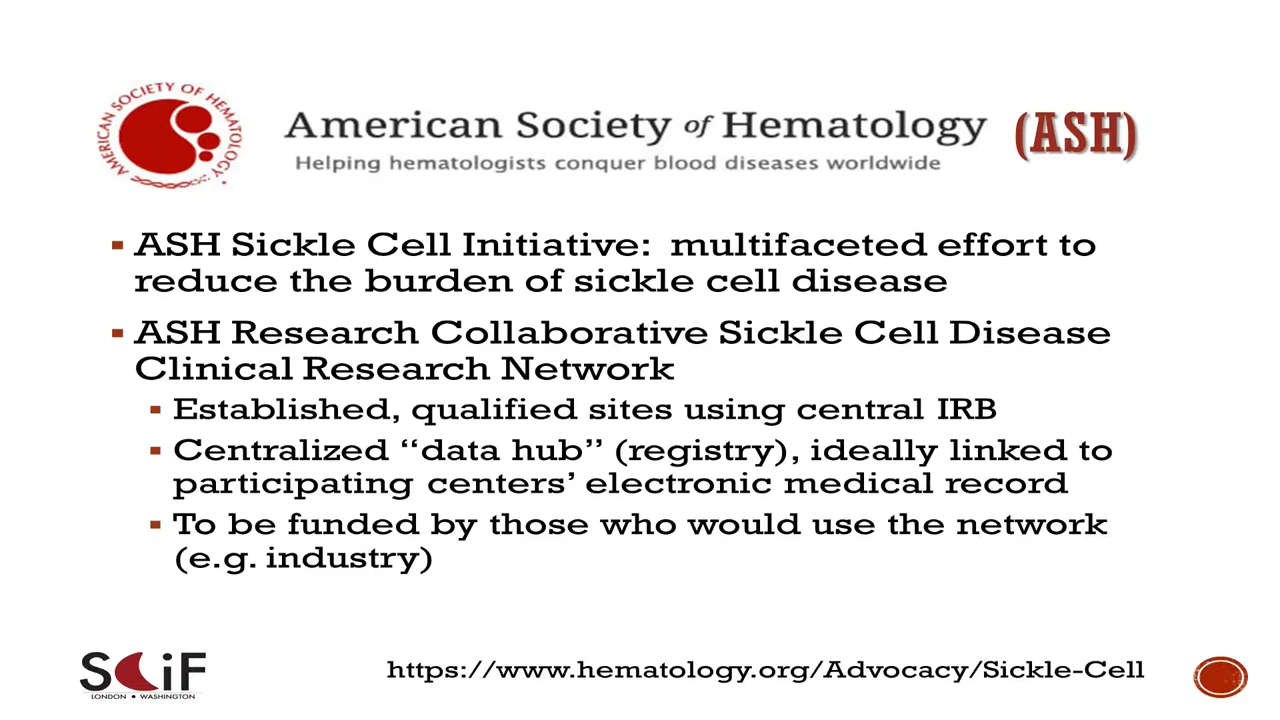 AMERICAN SOCIETY OF HEMATOLOGY
American Society of Hematology (ASH)
Helping hematologists conquer blood diseases worldwide
▪ ASH Sickle Cell Initiative: multifaceted effort to
reduce the burden of sickle cell disease
▪ ASH Research Collaborative Sickle Cell Disease
Clinical Research Network
▪ Established, qualified sites using central IRB
▪ Centralized “data hub” (registry), ideally linked to
participating centers’ electronic medical record
▪ To be funded by those who would use the network
(e.g. industry)
SCiF
LONDON • WASHINGTON
https://www.hematology.org/Advocacy/Sickle-Cell